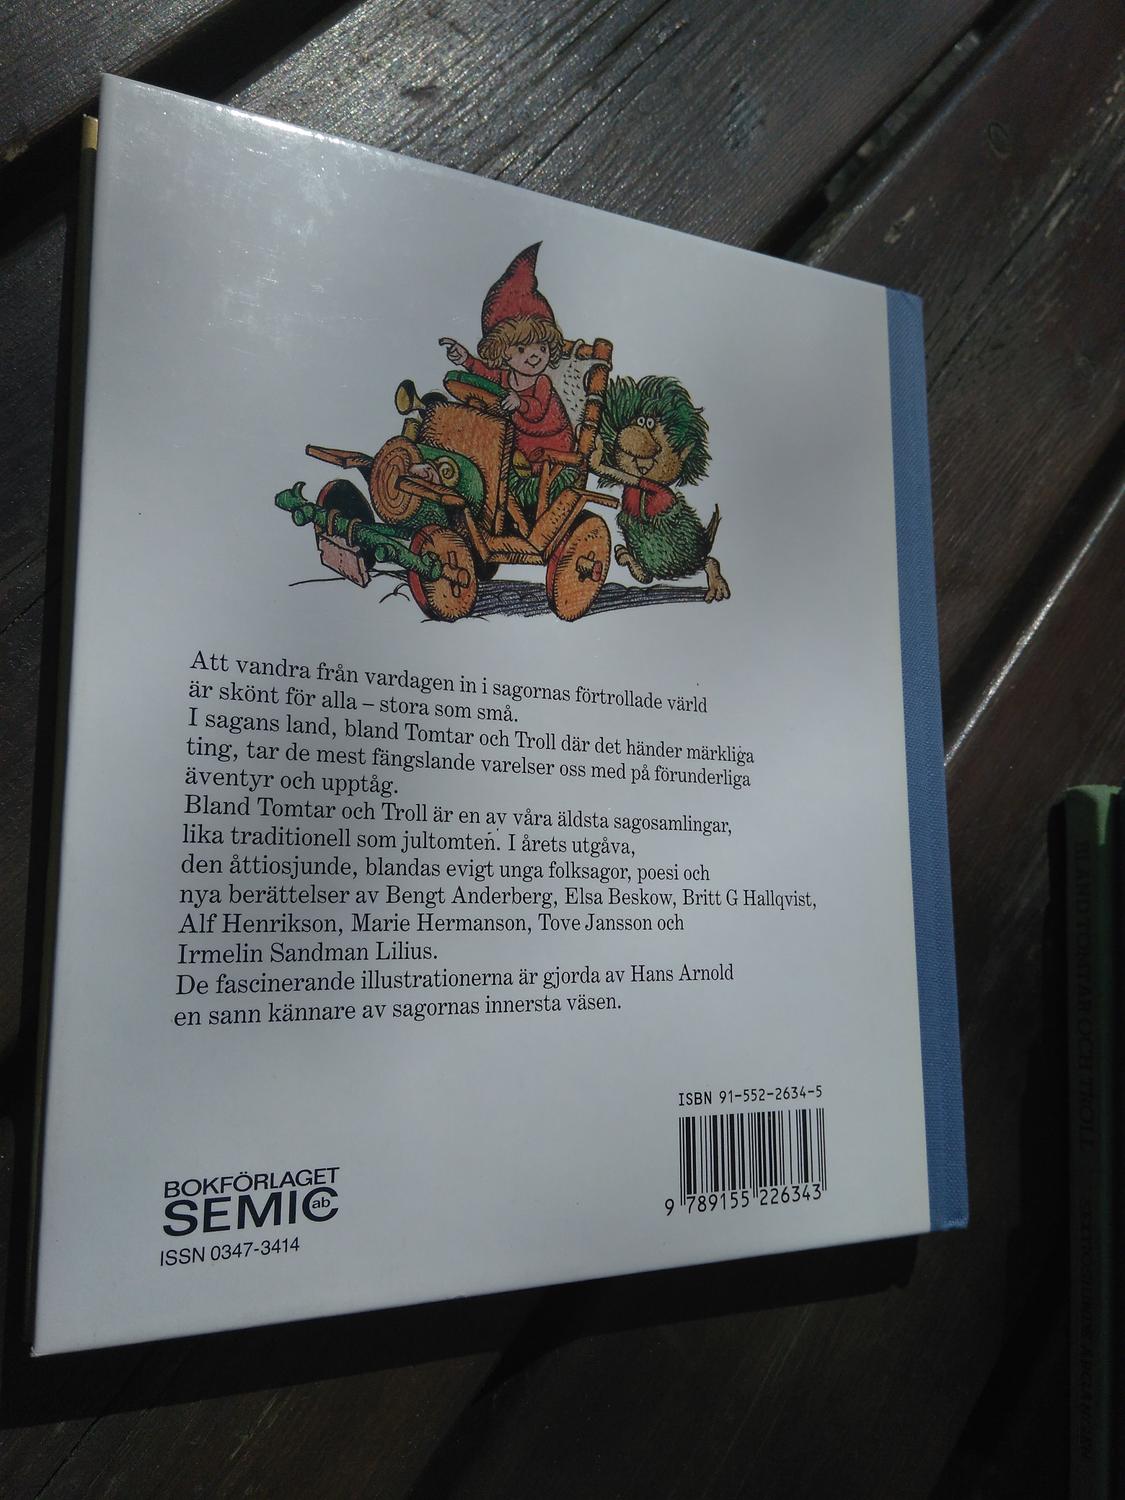 Att vandra från vardagen in i sagornas förtrollade värld
är skönt för alla – stora som små.
I sagans land, bland Tomtar och Troll där det händer märkliga
ting, tar de mest fängslande varelser oss med på förunderliga
äventyr och upptåg.
Bland Tomtar och Troll är en av våra äldsta sagosamlingar,
lika traditionell som jultomten. I årets utgåva,
den åttiosjunde, blandas evigt unga folksagor, poesi och
nya berättelser av Bengt Anderberg, Elsa Beskow, Britt G Hallqvist,
Alf Henrikson, Marie Hermanson, Tove Jansson och
Irmelin Sandman Lilius.
De fascinerande illustrationerna är gjorda av Hans Arnold
en sann kännare av sagornas innersta väsen.
ISBN 91-552-2634-5
9 789155 226343
BOKFÖRLAGET
SEMIC ab
ISSN 0347-3414
BLAND TOMTAR OCH TROLL